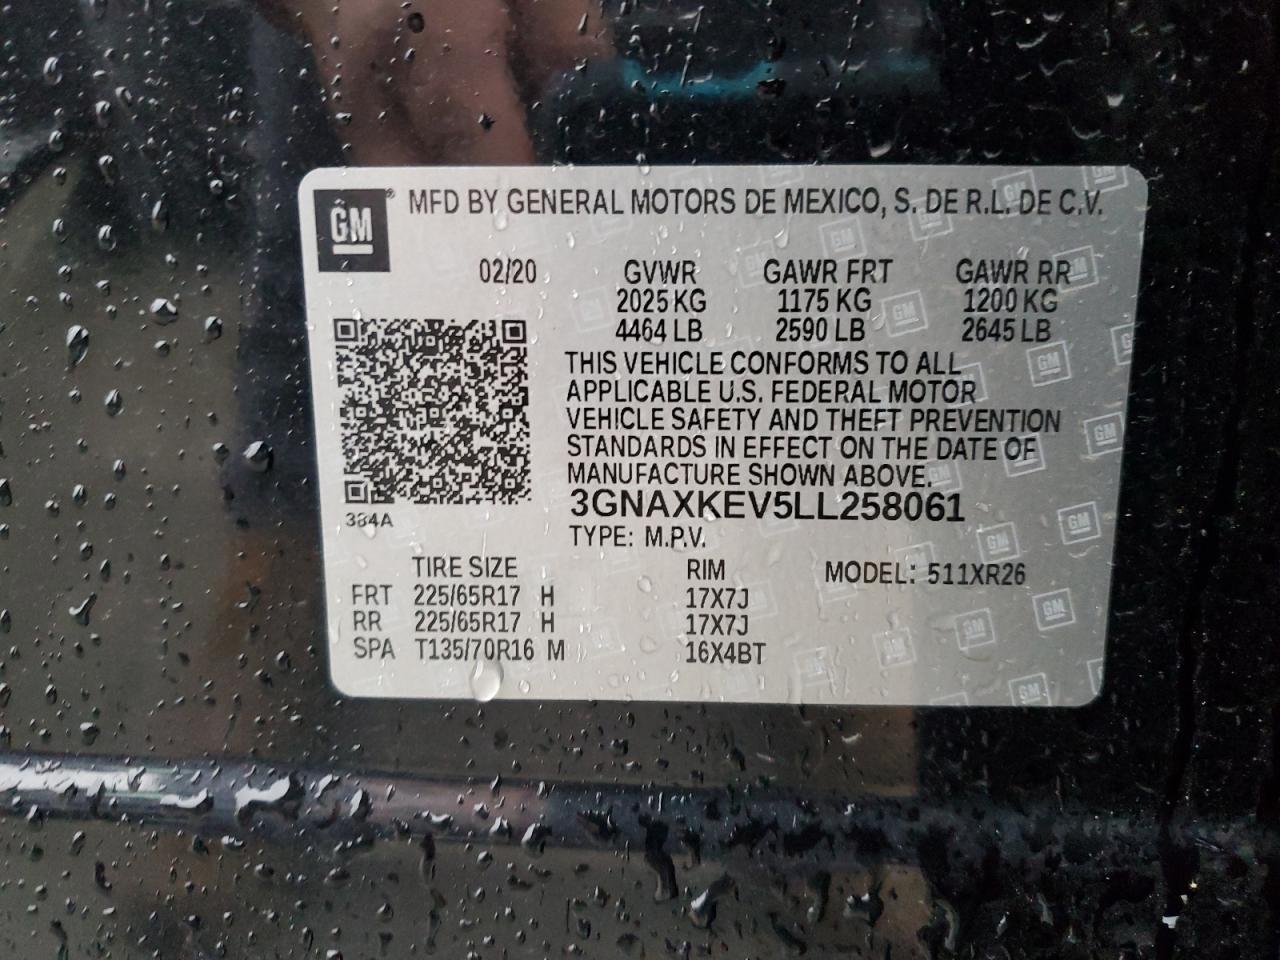 GM® MFD BY GENERAL MOTORS DE MEXICO, S. DE R.L. DE C.V.
02/20 GVWR GAWR FRT GAWR RR
2025 KG 1175 KG 1200 KG
4464 LB 2590 LB 2645 LB
THIS VEHICLE CONFORMS TO ALL
APPLICABLE U.S. FEDERAL MOTOR
VEHICLE SAFETY AND THEFT PREVENTION
STANDARDS IN EFFECT ON THE DATE OF
MANUFACTURE SHOWN ABOVE.
3GNAXKEV5LL258061
384A
TYPE: M.P.V.
TIRE SIZE RIM MODEL: 511XR26
FRT 225/65R17 H 17X7J
RR 225/65R17 H 17X7J
SPA T135/70R16 M 16X4BT